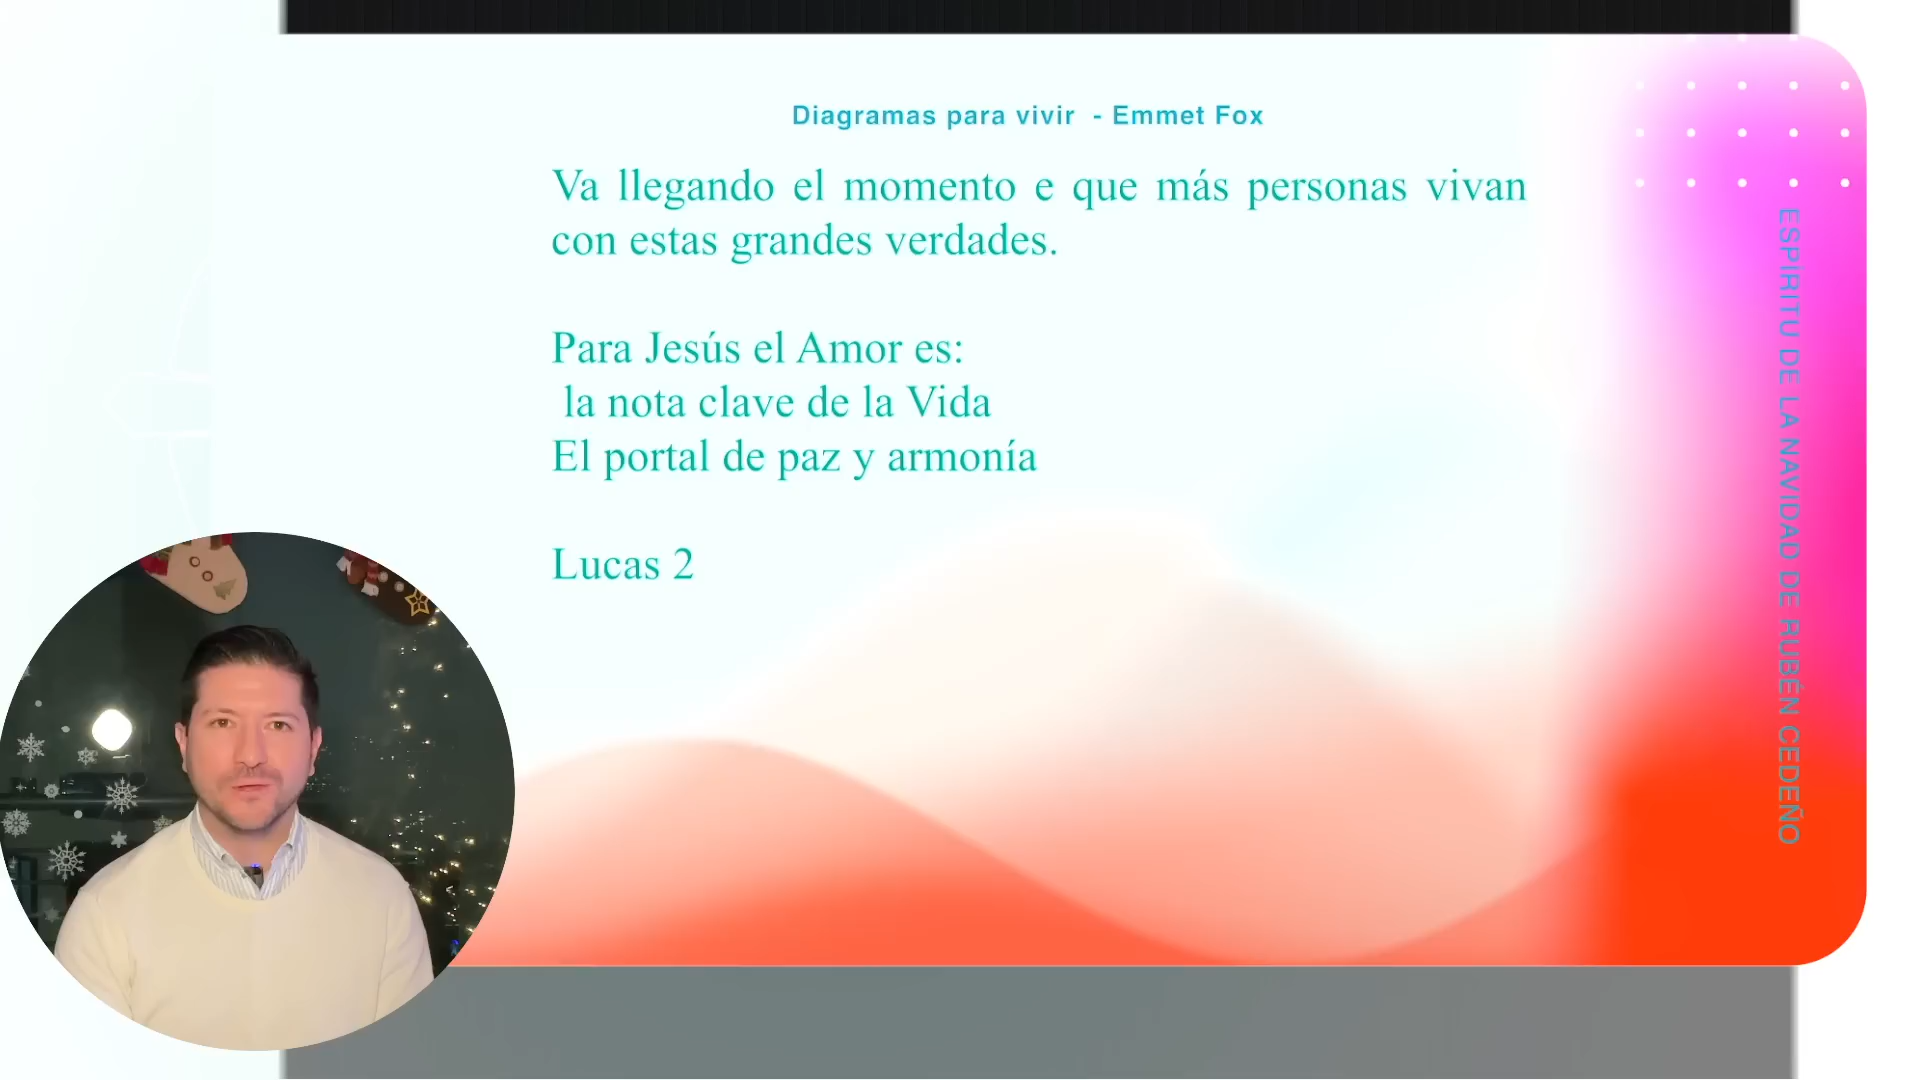 Diagramas para vivir - Emmet Fox
Va llegando el momento e que más personas vivan
con estas grandes verdades.
Para Jesús el Amor es:
la nota clave de la Vida
El portal de paz y armonía
Lucas 2
ESPÍRITU DE LA NAVIDAD DE RUBÉN CEDEÑO